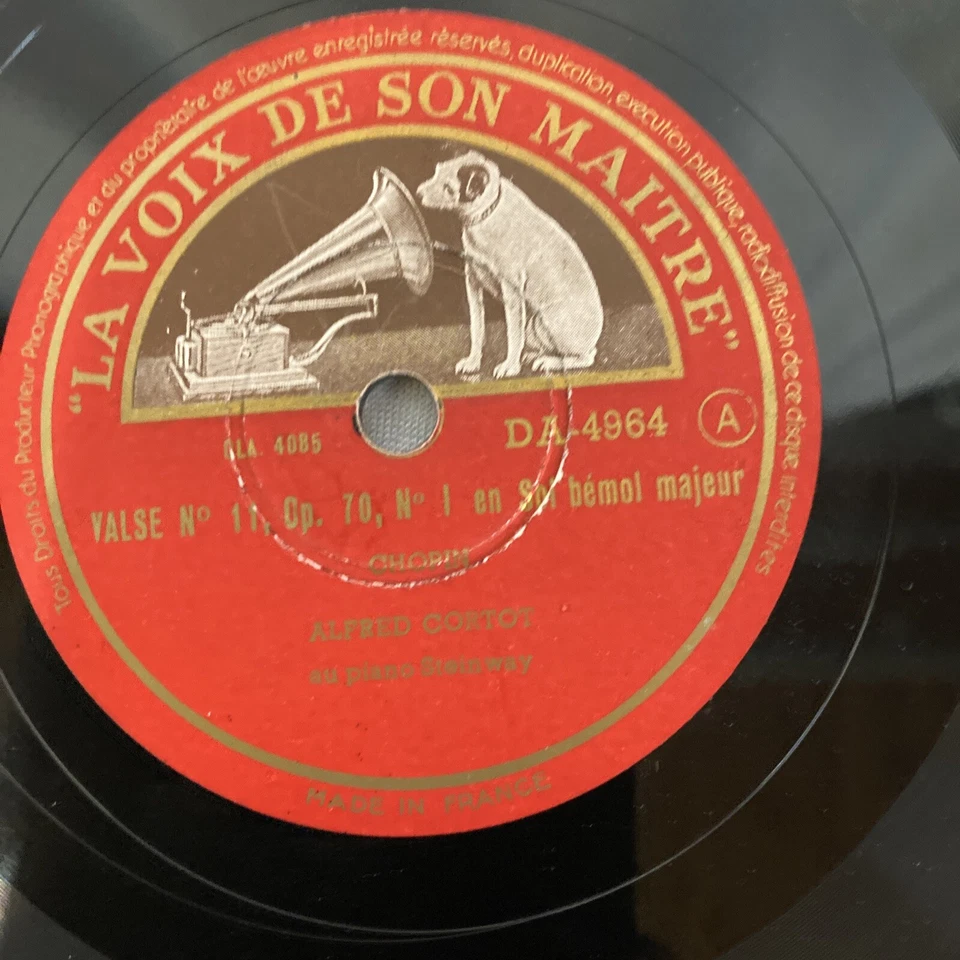 Tous Droits du Producteur Phonographique et du propriétaire de l'œuvre enregistrée réservés, duplication, execution publique, radiodiffusion de ce disque interdites
"LA VOIX DE SON MAITRE"
OLA. 4085
DA-4964
A
VALSE No 11, Op. 70, No 1 en Sol bémol majeur
CHOPIN
ALFRED CORTOT
au piano Steinway
MADE IN FRANCE